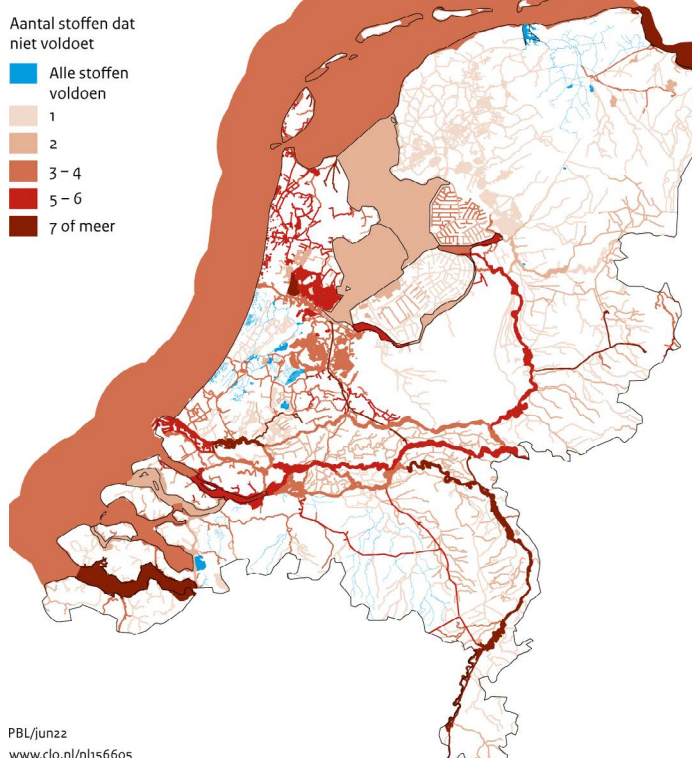 Aantal stoffen dat
niet voldoet
Alle stoffen
voldoen
1
2
3 – 4
5 – 6
7 of meer
PBL/jun22
www.clo.nl/nl156605